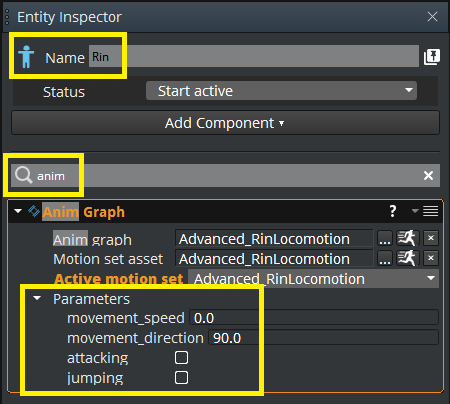 Entity Inspector
Name Rin
Status Start active
Add Component
anim
Anim Graph ?
Anim graph Advanced_RinLocomotion ...
Motion set asset Advanced_RinLocomotion ...
Active motion set Advanced_RinLocomotion
Parameters
movement_speed 0.0
movement_direction 90.0
attacking
jumping